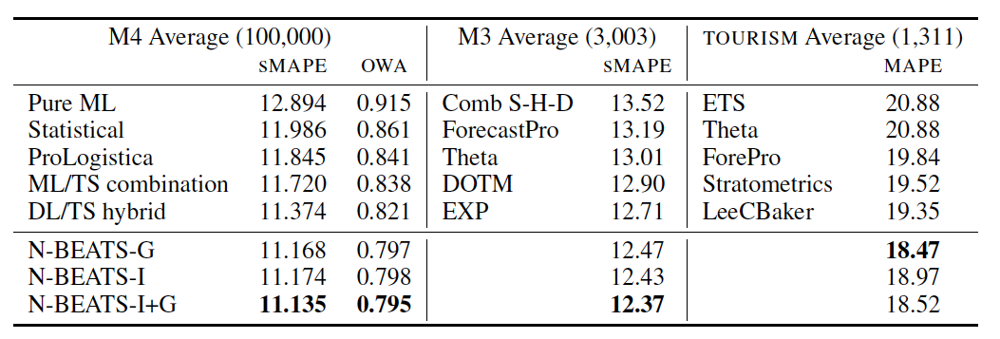 M4 Average (100,000) M3 Average (3,003) TOURISM Average (1,311)
SMAPE OWA SMAPE MAPE
Pure ML 12.894 0.915 Comb S-H-D 13.52 ETS 20.88
Statistical 11.986 0.861 ForecastPro 13.19 Theta 20.88
ProLogistica 11.845 0.841 Theta 13.01 ForePro 19.84
ML/TS combination 11.720 0.838 DOTM 12.90 Stratometrics 19.52
DL/TS hybrid 11.374 0.821 EXP 12.71 LeeCBaker 19.35
N-BEATS-G 11.168 0.797 12.47 18.47
N-BEATS-I 11.174 0.798 12.43 18.97
N-BEATS-I+G 11.135 0.795 12.37 18.52